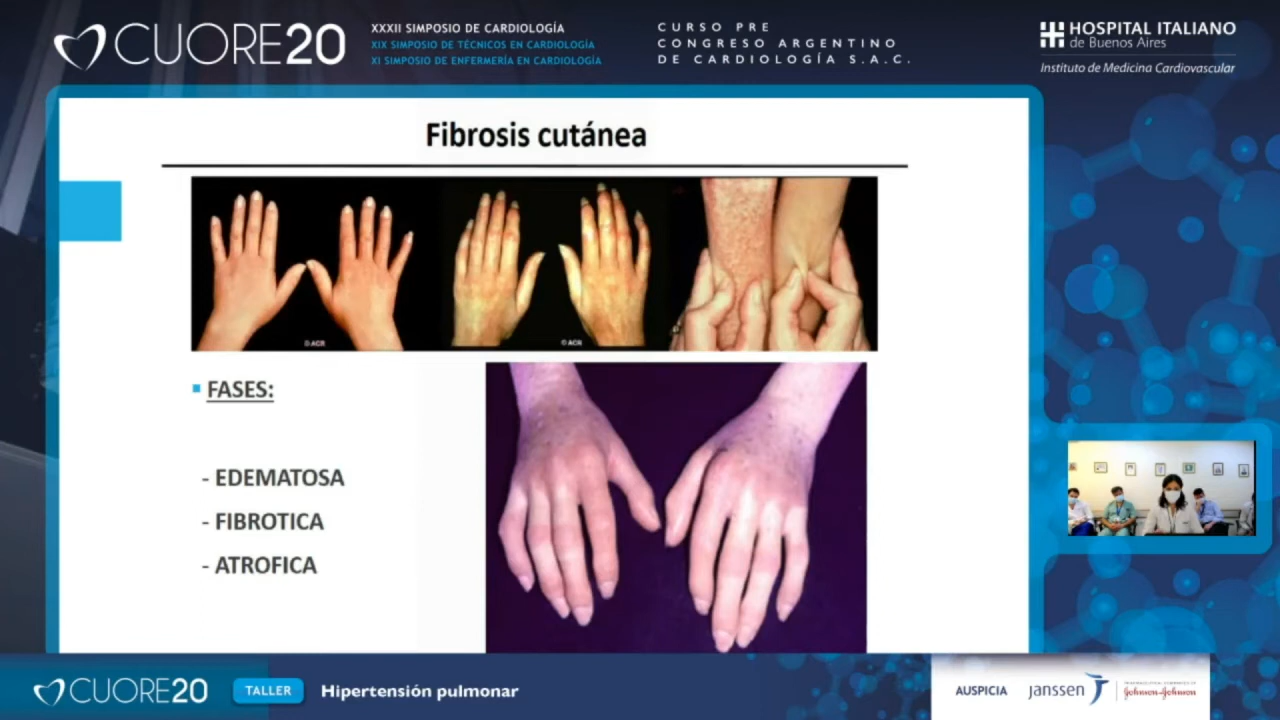 CUORE20
XXXII SIMPOSIO DE CARDIOLOGÍA
XIX SIMPOSIO DE TÉCNICOS EN CARDIOLOGÍA
XI SIMPOSIO DE ENFERMERÍA EN CARDIOLOGÍA
CURSO PRE
CONGRESO ARGENTINO
DE CARDIOLOGÍA S.A.C.
HOSPITAL ITALIANO
de Buenos Aires
Instituto de Medicina Cardiovascular
Fibrosis cutánea
© ACR
© ACR
FASES:
- EDEMATOSA
- FIBROTICA
- ATROFICA
CUORE20
TALLER
Hipertensión pulmonar
AUSPICIA
janssen
Johnson & Johnson